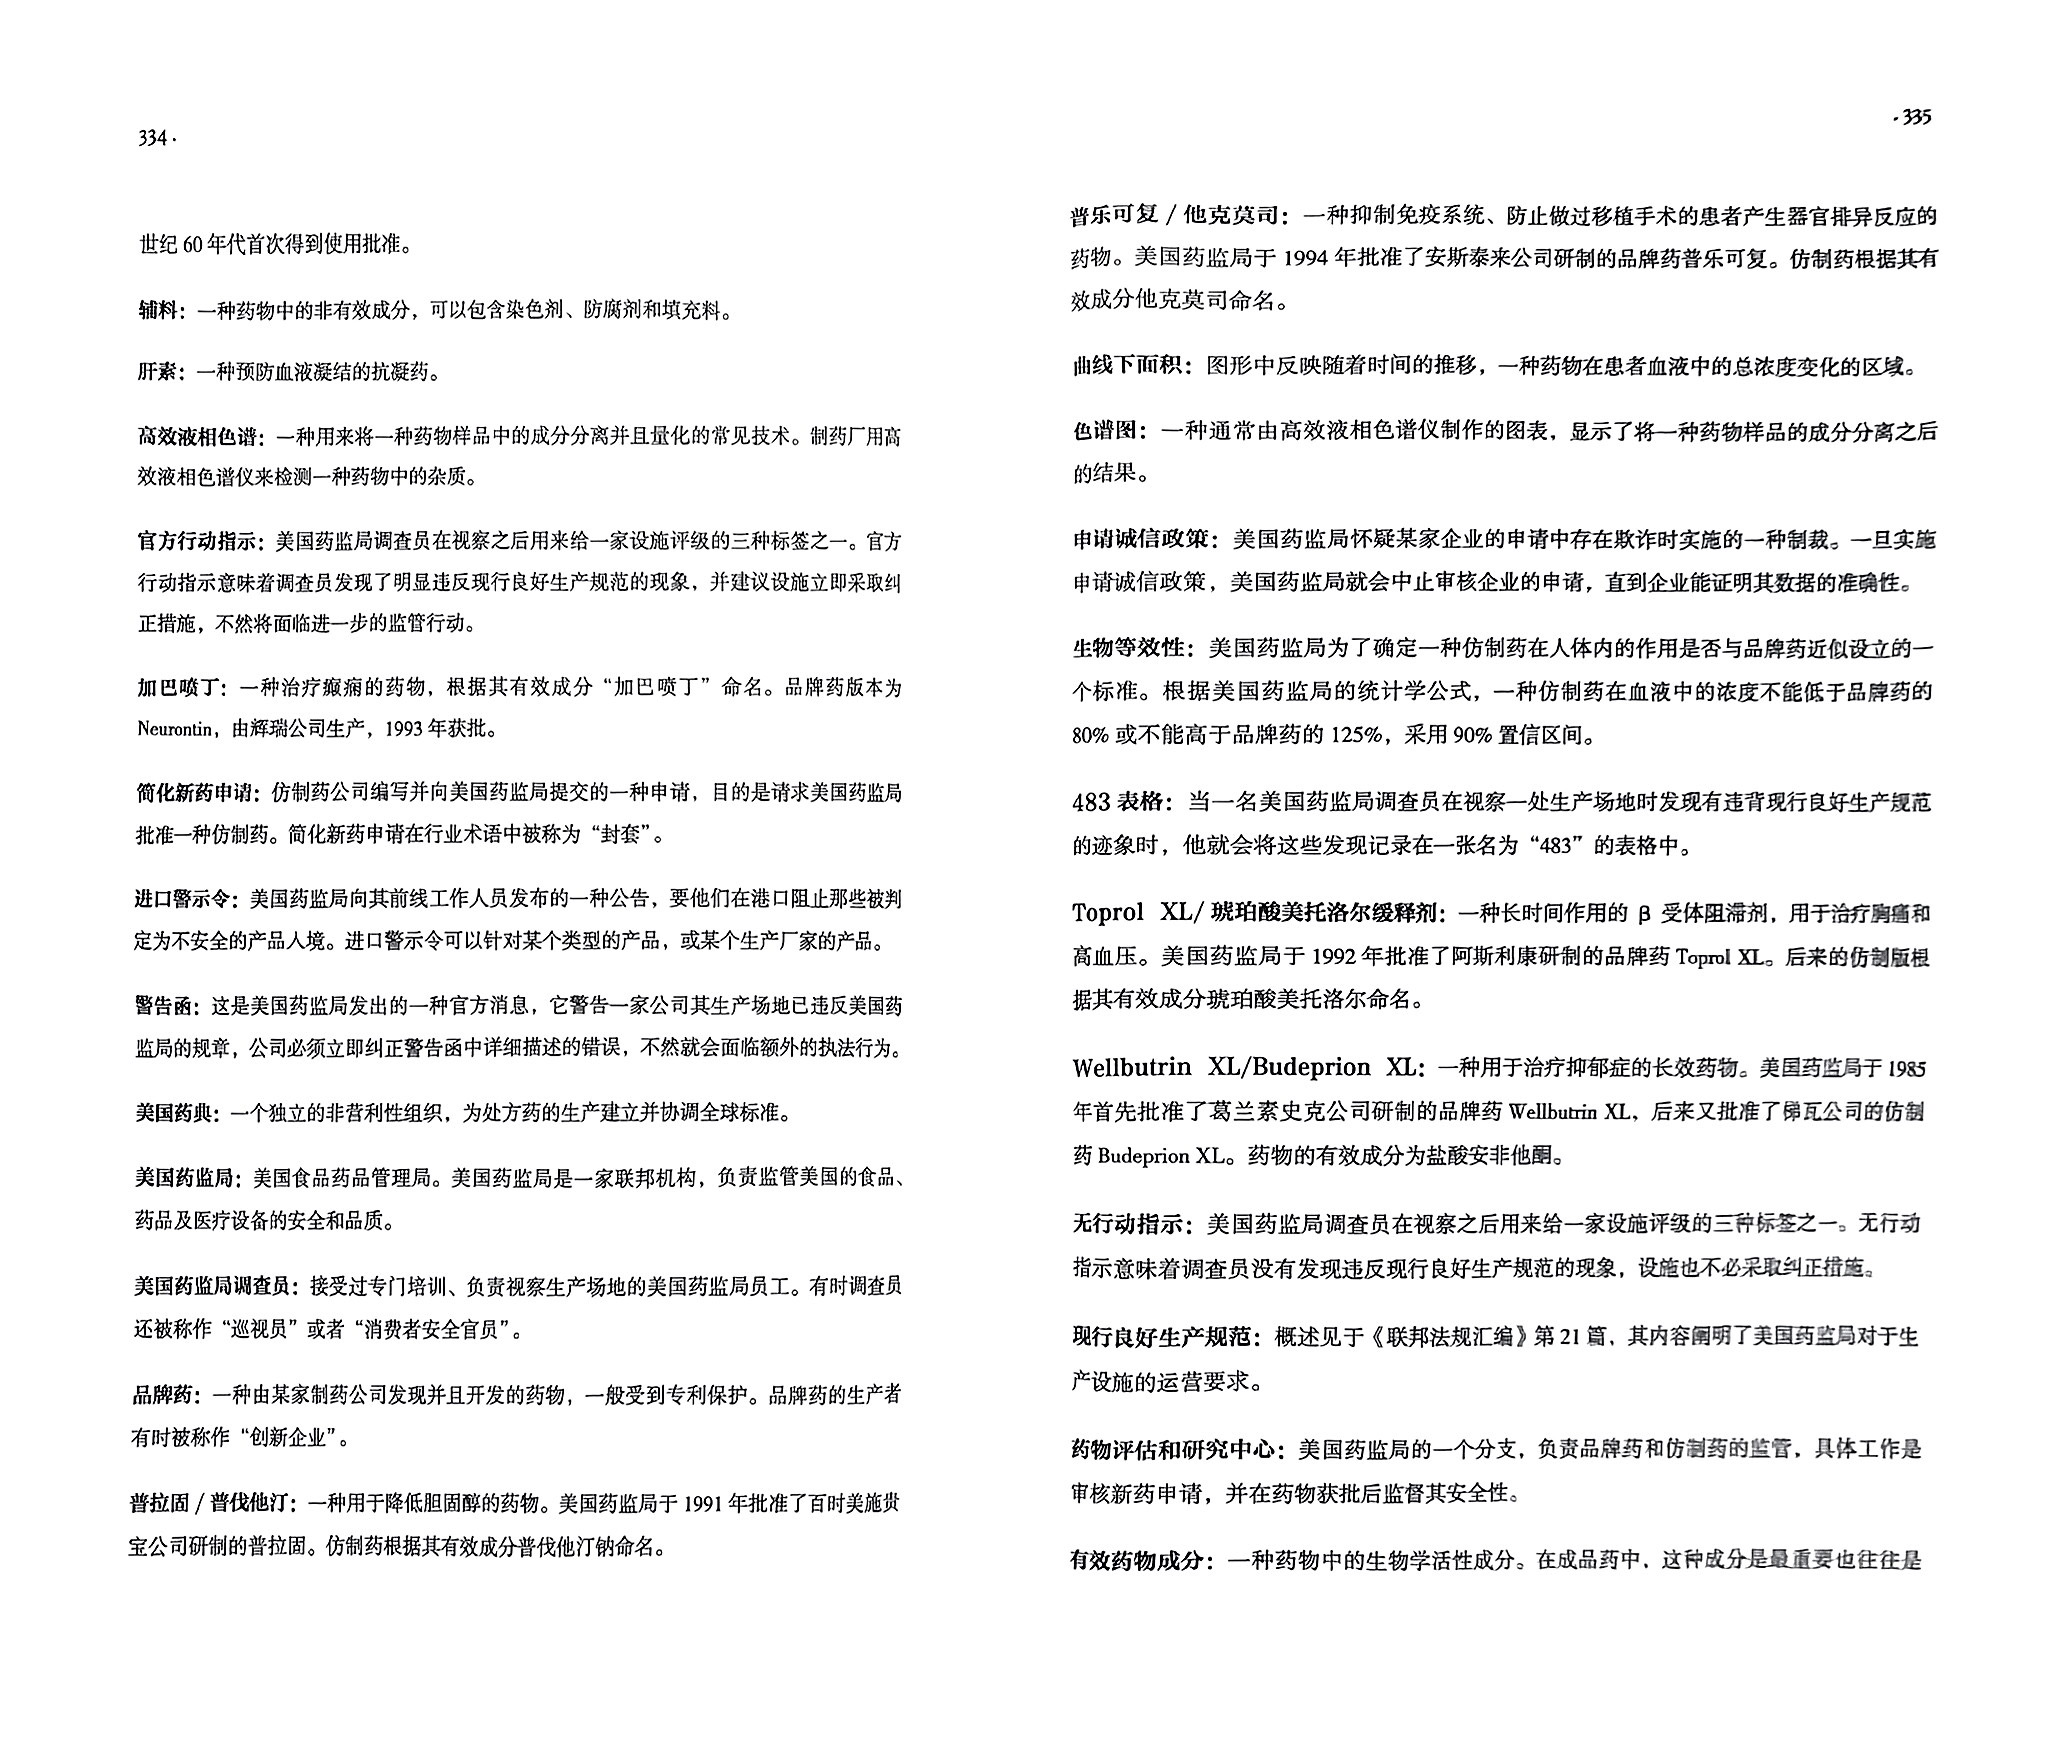 334 ·
世纪 60 年代首次得到使用批准。
辅料：一种药物中的非有效成分，可以包含染色剂、防腐剂和填充料。
肝素：一种预防血液凝结的抗凝药。
高效液相色谱：一种用来将一种药物样品中的成分分离并且量化的常见技术。制药厂用高
效液相色谱仪来检测一种药物中的杂质。
官方行动指示：美国药监局调查员在视察之后用来给一家设施评级的三种标签之一。官方
行动指示意味着调查员发现了明显违反现行良好生产规范的现象，并建议设施立即采取纠
正措施，不然将面临进一步的监管行动。
加巴喷丁：一种治疗癫痫的药物，根据其有效成分“加巴喷丁”命名。品牌药版本为
Neurontin，由辉瑞公司生产，1993 年获批。
简化新药申请：仿制药公司编写并向美国药监局提交的一种申请，目的是请求美国药监局
批准一种仿制药。简化新药申请在行业术语中被称为“封套”。
进口警示令：美国药监局向其前线工作人员发布的一种公告，要他们在港口阻止那些被判
定为不安全的产品入境。进口警示令可以针对某个类型的产品，或某个生产厂家的产品。
警告函：这是美国药监局发出的一种官方消息，它警告一家公司其生产场地已违反美国药
监局的规章，公司必须立即纠正警告函中详细描述的错误，不然就会面临额外的执法行为。
美国药典：一个独立的非营利性组织，为处方药的生产建立并协调全球标准。
美国药监局：美国食品药品管理局。美国药监局是一家联邦机构，负责监管美国的食品、
药品及医疗设备的安全和品质。
美国药监局调查员：接受过专门培训、负责视察生产场地的美国药监局员工。有时调查员
还被称作“巡视员”或者“消费者安全官员”。
品牌药：一种由某家制药公司发现并且开发的药物，一般受到专利保护。品牌药的生产者
有时被称作“创新企业”。
普拉固 / 普伐他汀：一种用于降低胆固醇的药物。美国药监局于 1991 年批准了百时美施贵
宝公司研制的普拉固。仿制药根据其有效成分普伐他汀钠命名。
· 335
普乐可复 / 他克莫司：一种抑制免疫系统、防止做过移植手术的患者产生器官排异反应的
药物。美国药监局于 1994 年批准了安斯泰来公司研制的品牌药普乐可复。仿制药根据其有
效成分他克莫司命名。
曲线下面积：图形中反映随着时间的推移，一种药物在患者血液中的总浓度变化的区域。
色谱图：一种通常由高效液相色谱仪制作的图表，显示了将一种药物样品的成分分离之后
的结果。
申请诚信政策：美国药监局怀疑某家企业的申请中存在欺诈时实施的一种制裁。一旦实施
申请诚信政策，美国药监局就会中止审核企业的申请，直到企业能证明其数据的准确性。
生物等效性：美国药监局为了确定一种仿制药在人体内的作用是否与品牌药近似设立的一
个标准。根据美国药监局的统计学公式，一种仿制药在血液中的浓度不能低于品牌药的
80% 或不能高于品牌药的 125%，采用 90% 置信区间。
483 表格：当一名美国药监局调查员在视察一处生产场地时发现有违背现行良好生产规范
的迹象时，他就会将这些发现记录在一张名为“483”的表格中。
Toprol XL/ 琥珀酸美托洛尔缓释剂：一种长时间作用的 β 受体阻滞剂，用于治疗胸痛和
高血压。美国药监局于 1992 年批准了阿斯利康研制的品牌药 Toprol XL。后来的仿制版根
据其有效成分琥珀酸美托洛尔命名。
Wellbutrin XL/Budeprion XL：一种用于治疗抑郁症的长效药物。美国药监局于 1985
年首先批准了葛兰素史克公司研制的品牌药 Wellbutrin XL，后来又批准了梯瓦公司的仿制
药 Budeprion XL。药物的有效成分为盐酸安非他酮。
无行动指示：美国药监局调查员在视察之后用来给一家设施评级的三种标签之一。无行动
指示意味着调查员没有发现违反现行良好生产规范的现象，设施也不必采取纠正措施。
现行良好生产规范：概述见于《联邦法规汇编》第 21 篇，其内容阐明了美国药监局对于生
产设施的运营要求。
药物评估和研究中心：美国药监局的一个分支，负责品牌药和仿制药的监管，具体工作是
审核新药申请，并在药物获批后监督其安全性。
有效药物成分：一种药物中的生物学活性成分。在成品药中，这种成分是最重要也往往是